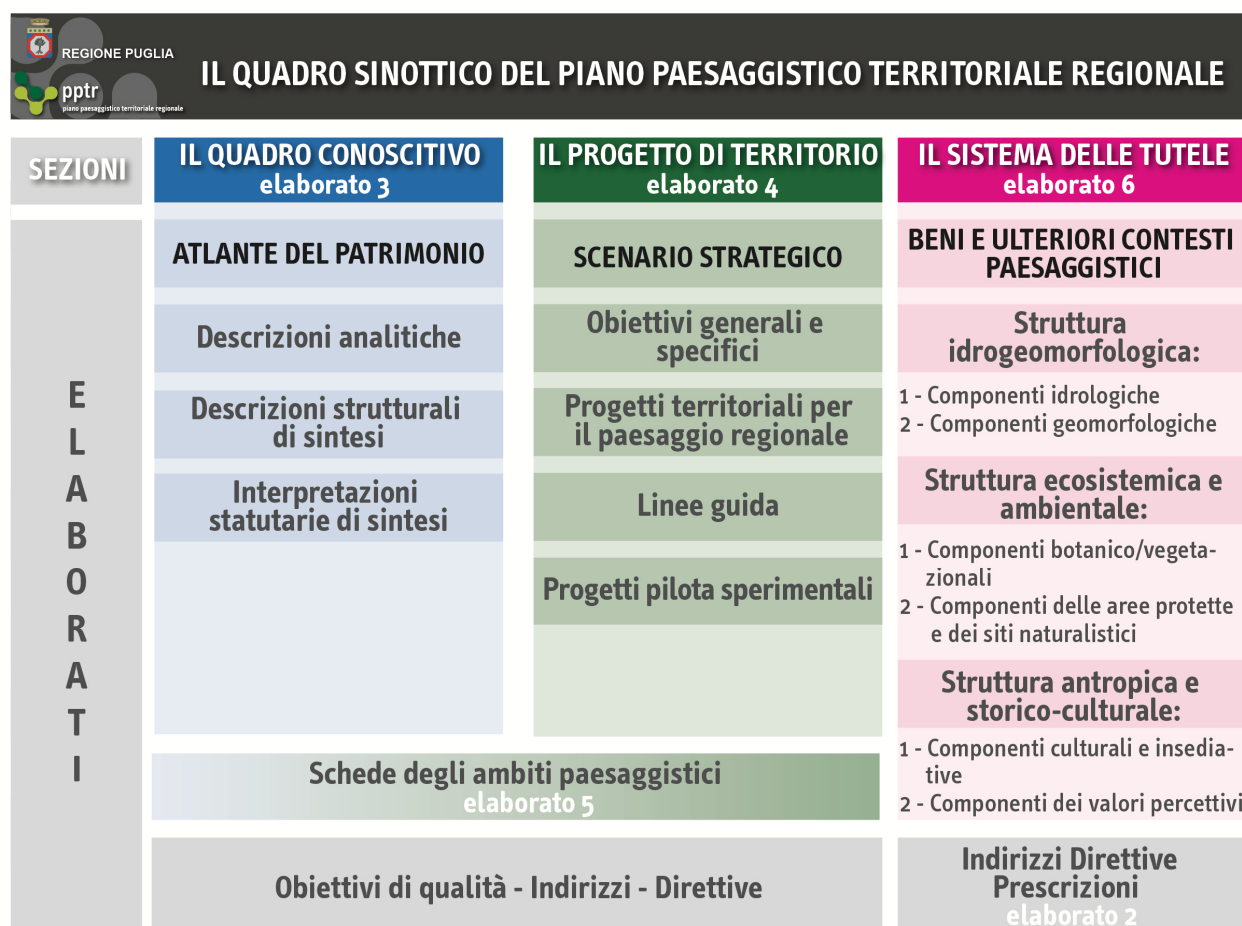 REGIONE PUGLIA
pptr
piano paesaggistico territoriale regionale
IL QUADRO SINOTTICO DEL PIANO PAESAGGISTICO TERRITORIALE REGIONALE
SEZIONI
IL QUADRO CONOSCITIVO
elaborato 3
IL PROGETTO DI TERRITORIO
elaborato 4
IL SISTEMA DELLE TUTELE
elaborato 6
E
L
A
B
O
R
A
T
I
ATLANTE DEL PATRIMONIO
Descrizioni analitiche
Descrizioni strutturali
di sintesi
Interpretazioni
statutarie di sintesi
SCENARIO STRATEGICO
Obiettivi generali e
specifici
Progetti territoriali per
il paesaggio regionale
Linee guida
Progetti pilota sperimentali
BENI E ULTERIORI CONTESTI
PAESAGGISTICI
Struttura
idrogeomorfologica:
1 - Componenti idrologiche
2 - Componenti geomorfologiche
Struttura ecosistemica e
ambientale:
1 - Componenti botanico/vegeta-
zionali
2 - Componenti delle aree protette
e dei siti naturalistici
Struttura antropica e
storico-culturale:
1 - Componenti culturali e insedia-
tive
2 - Componenti dei valori percettivi
Schede degli ambiti paesaggistici
elaborato 5
Obiettivi di qualità - Indirizzi - Direttive
Indirizzi Direttive
Prescrizioni
elaborato 2